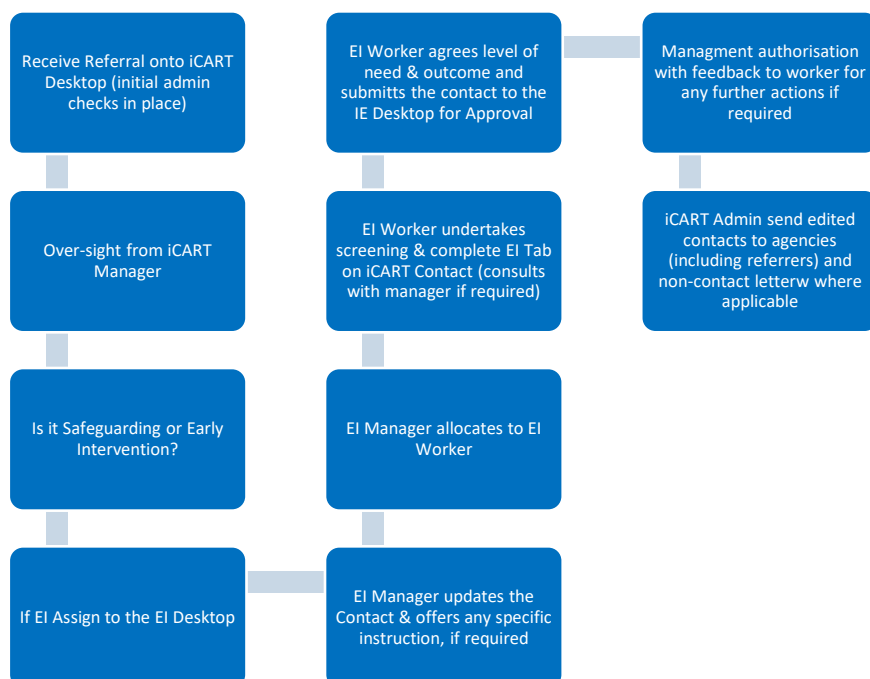 Receive Referral onto iCART
Desktop (initial admin
checks in place)
Over-sight from iCART
Manager
Is it Safeguarding or Early
Intervention?
If EI Assign to the EI Desktop
EI Manager updates the
Contact & offers any specific
instruction, if required
EI Manager allocates to EI
Worker
EI Worker undertakes
screening & complete EI Tab
on iCART Contact (consults
with manager if required)
EI Worker agrees level of
need & outcome and
submitts the contact to the
IE Desktop for Approval
Managment authorisation
with feedback to worker for
any further actions if
required
iCART Admin send edited
contacts to agencies
(including referrers) and
non-contact letterw where
applicable